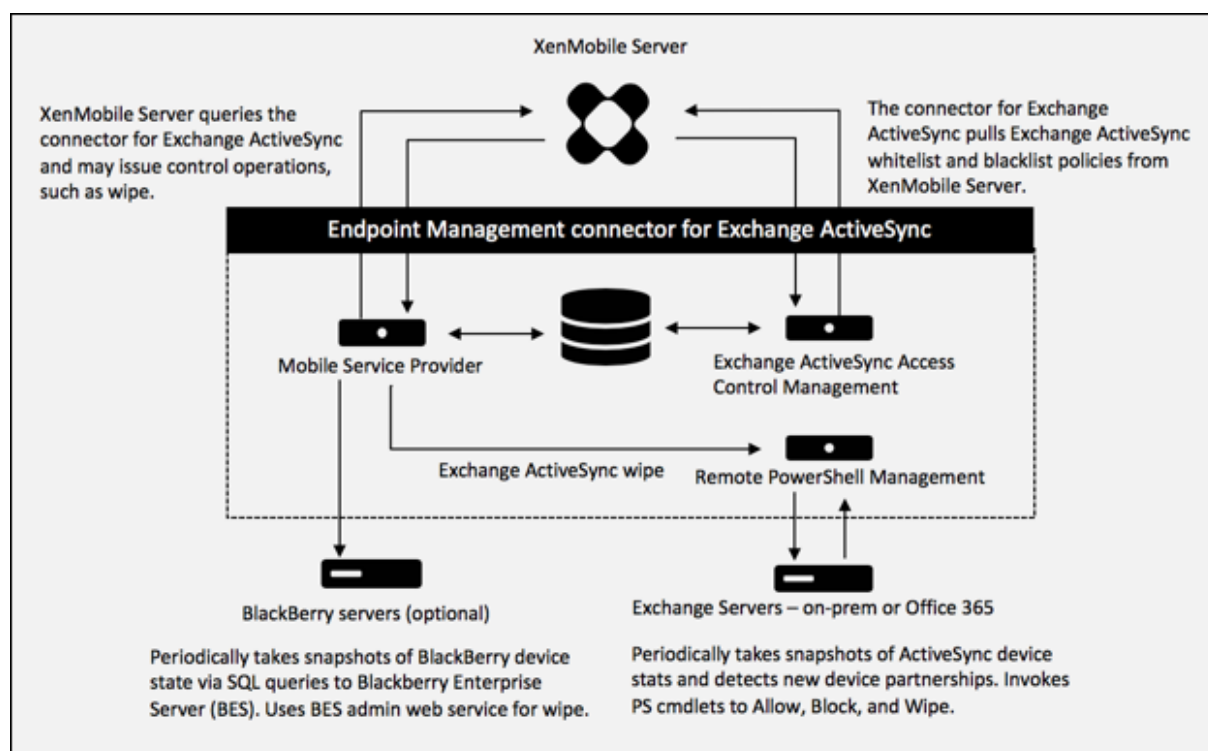 XenMobile Server
XenMobile Server queries the
connector for Exchange ActiveSync
and may issue control operations,
such as wipe.
The connector for Exchange
ActiveSync pulls Exchange ActiveSync
whitelist and blacklist policies from
XenMobile Server.
Endpoint Management connector for Exchange ActiveSync
Mobile Service Provider
Exchange ActiveSync Access
Control Management
Exchange ActiveSync wipe
Remote PowerShell Management
BlackBerry servers (optional)
Periodically takes snapshots of BlackBerry device
state via SQL queries to Blackberry Enterprise
Server (BES). Uses BES admin web service for wipe.
Exchange Servers – on-prem or Office 365
Periodically takes snapshots of ActiveSync device
stats and detects new device partnerships. Invokes
PS cmdlets to Allow, Block, and Wipe.